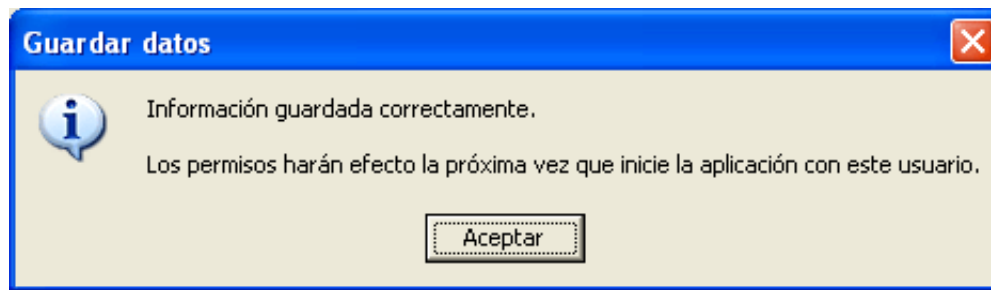 Guardar datos
Información guardada correctamente.
Los permisos harán efecto la próxima vez que inicie la aplicación con este usuario.
Aceptar